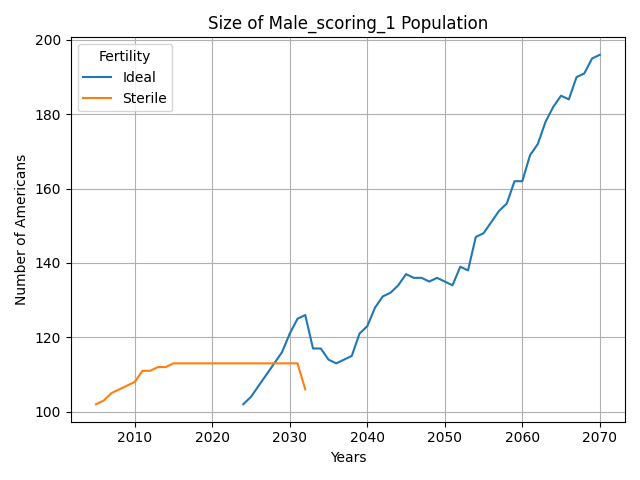 Size of Male_scoring_1 Population
Fertility
Ideal
Sterile
Number of Americans
200
180
160
140
120
100
2010 2020 2030 2040 2050 2060 2070
Years